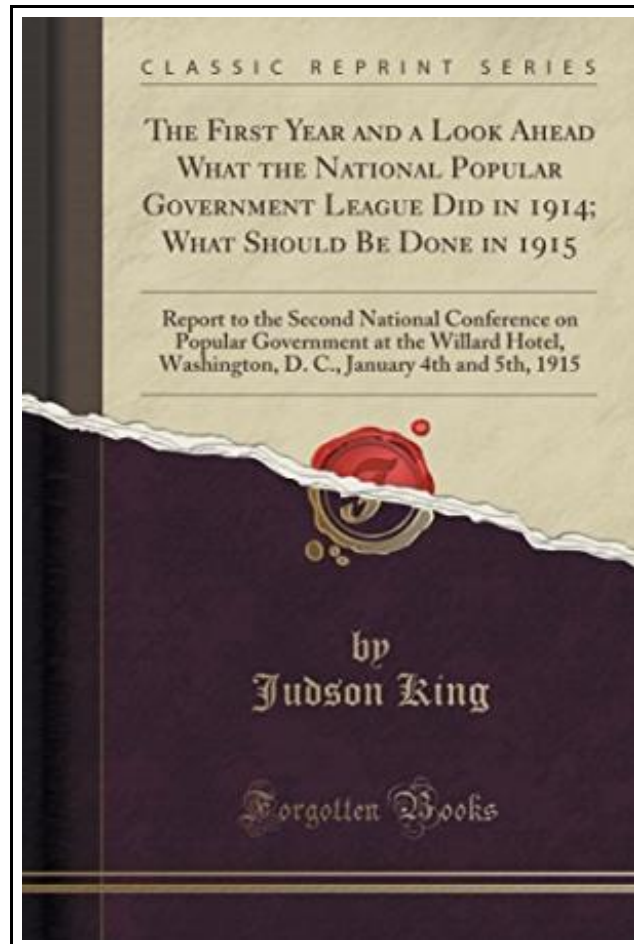 CLASSIC REPRINT SERIES
THE FIRST YEAR AND A LOOK AHEAD
WHAT THE NATIONAL POPULAR
GOVERNMENT LEAGUE DID IN 1914;
WHAT SHOULD BE DONE IN 1915
Report to the Second National Conference on
Popular Government at the Willard Hotel,
Washington, D. C., January 4th and 5th, 1915
by
Judson King
Forgotten Books